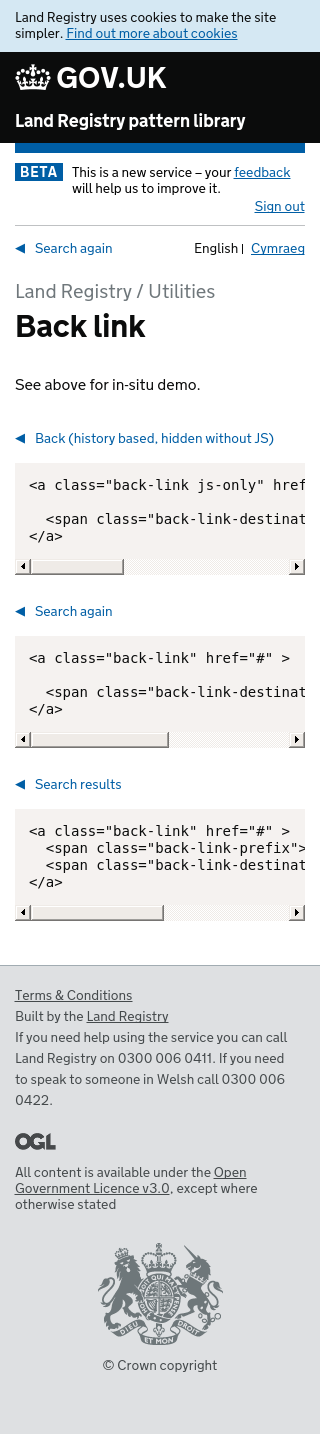 Land Registry uses cookies to make the site
simpler. Find out more about cookies
GOV.UK
Land Registry pattern library
BETA This is a new service – your feedback
will help us to improve it.
Sign out
Search again English | Cymraeg
Land Registry / Utilities
Back link
See above for in-situ demo.
Back (history based, hidden without JS)
<a class="back-link js-only" href
<span class="back-link-destinat
</a>
Search again
<a class="back-link" href="#" >
<span class="back-link-destinat
</a>
Search results
<a class="back-link" href="#" >
<span class="back-link-prefix">
<span class="back-link-destinat
</a>
Terms & Conditions
Built by the Land Registry
If you need help using the service you can call
Land Registry on 0300 006 0411. If you need
to speak to someone in Welsh call 0300 006
0422.
OGL
All content is available under the Open
Government Licence v3.0, except where
otherwise stated
DIEU ET MON DROIT
© Crown copyright